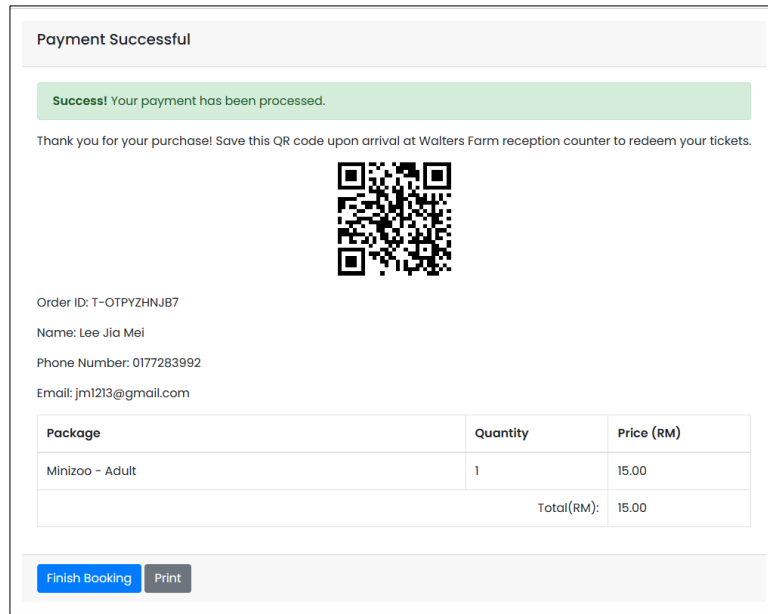 Payment Successful
Success! Your payment has been processed.
Thank you for your purchase! Save this QR code upon arrival at Walters Farm reception counter to redeem your tickets.
Order ID: T-OTPYZHNJB7
Name: Lee Jia Mei
Phone Number: 0177283992
Email: jm1213@gmail.com
Package Quantity Price (RM)
Minizoo - Adult 1 15.00
Total(RM): 15.00
Finish Booking Print